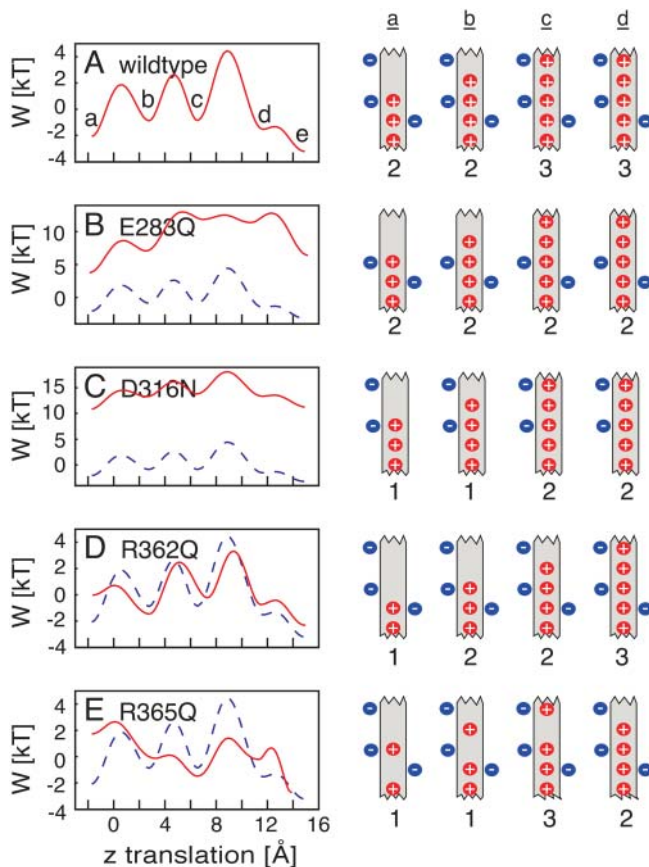 a b c d
A wildtype
W [kT]
4
2
0
-2
-4
a b c d e
2 2 3 3
B E283Q
W [kT]
10
5
0
2 2 2 2
C D316N
W [kT]
15
10
5
0
1 1 2 2
D R362Q
W [kT]
4
2
0
-2
-4
1 2 2 3
E R365Q
W [kT]
4
2
0
-2
-4
1 1 3 2
0 4 8 12 16
z translation [Å]